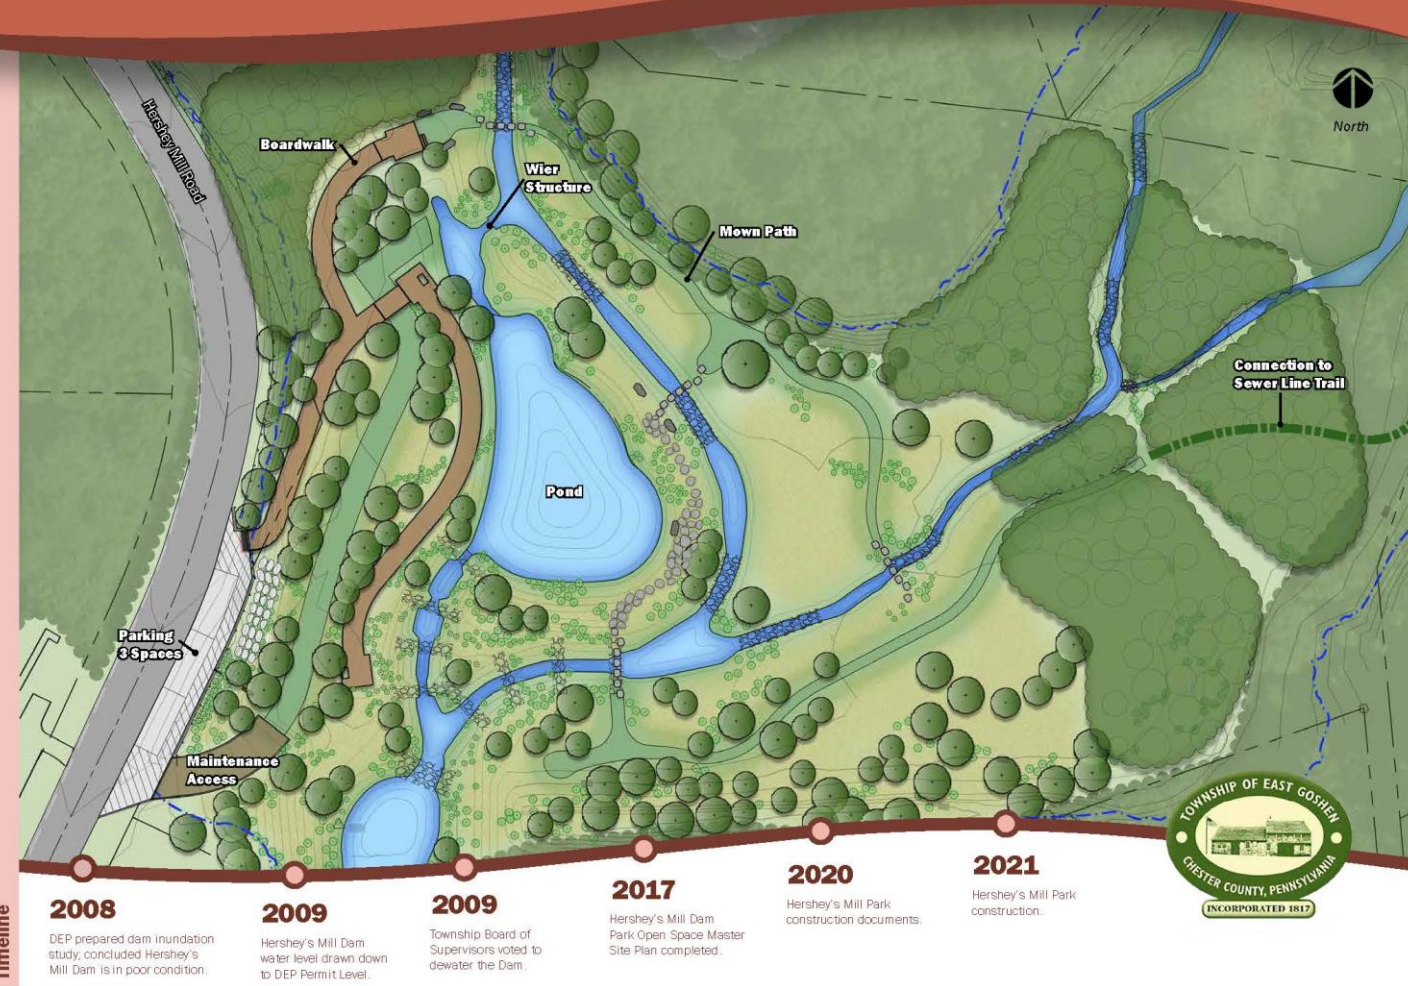 Hershey Mill Road
Boardwalk
Wier
Structure
Mown Path
North
Connection to
Sewer Line Trail
Pond
Parking
3 Spaces
Maintenance
Access
TOWNSHIP OF EAST GOSHEN
CHESTER COUNTY, PENNSYLVANIA
INCORPORATED 1817
Timeline
2008
DEP prepared dam inundation
study; concluded Hershey's
Mill Dam is in poor condition.
2009
Hershey's Mill Dam
water level drawn down
to DEP Permit Level.
2009
Township Board of
Supervisors voted to
dewater the Dam.
2017
Hershey's Mill Dam
Park Open Space Master
Site Plan completed.
2020
Hershey's Mill Park
construction documents.
2021
Hershey's Mill Park
construction.